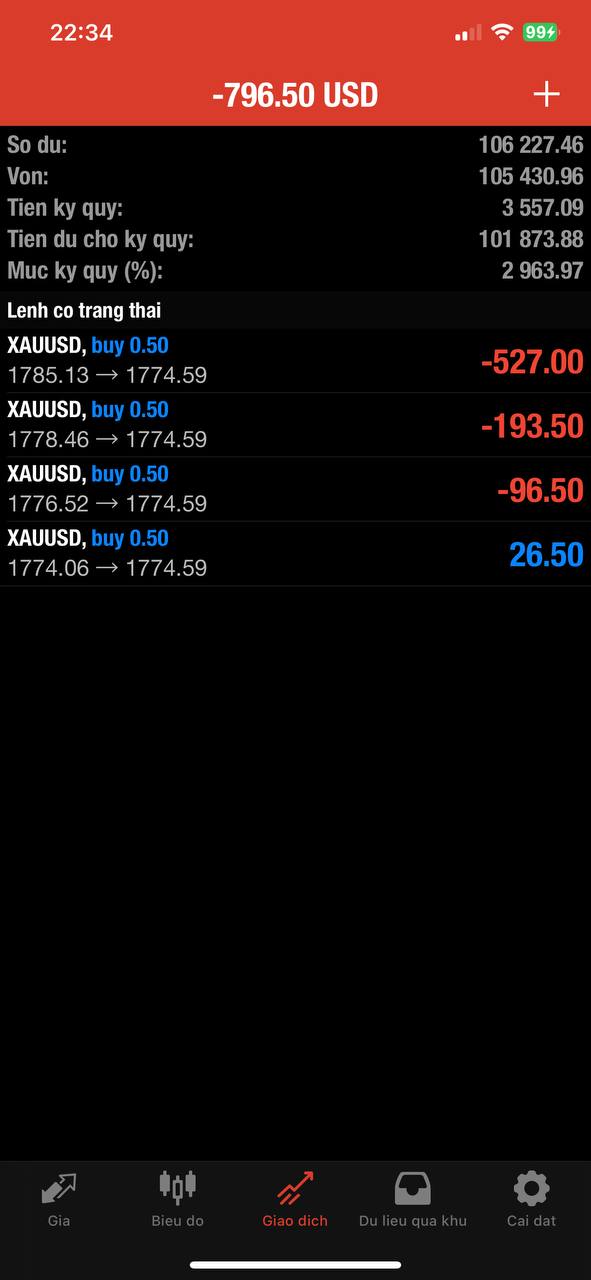 22:34
99
-796.50 USD
So du: 106 227.46
Von: 105 430.96
Tien ky quy: 3 557.09
Tien du cho ky quy: 101 873.88
Muc ky quy (%): 2 963.97
Lenh co trang thai
XAUUSD, buy 0.50
1785.13 → 1774.59 -527.00
XAUUSD, buy 0.50
1778.46 → 1774.59 -193.50
XAUUSD, buy 0.50
1776.52 → 1774.59 -96.50
XAUUSD, buy 0.50
1774.06 → 1774.59 26.50
Gia Bieu do Giao dich Du lieu qua khu Cai dat